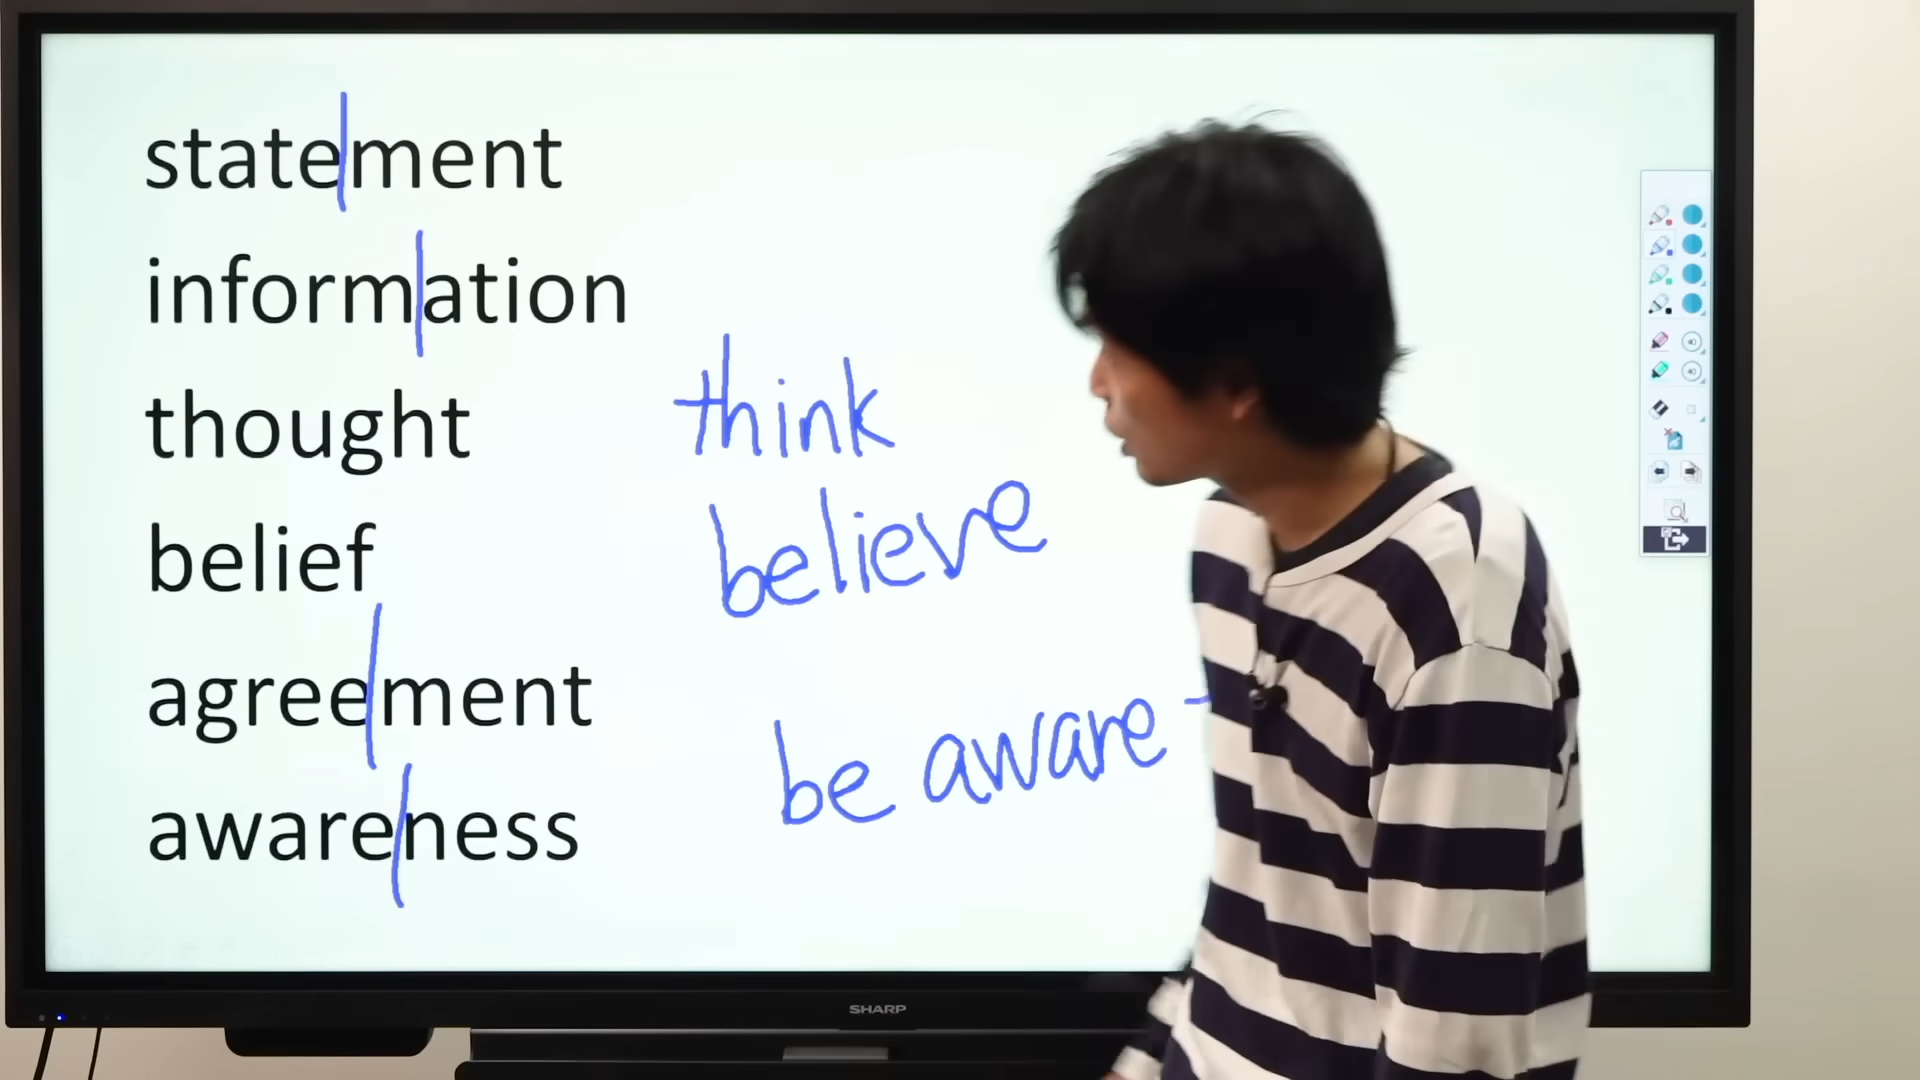 statement
information
thought
think
belief
believe
agreement
awareness
be aware -
SHARP